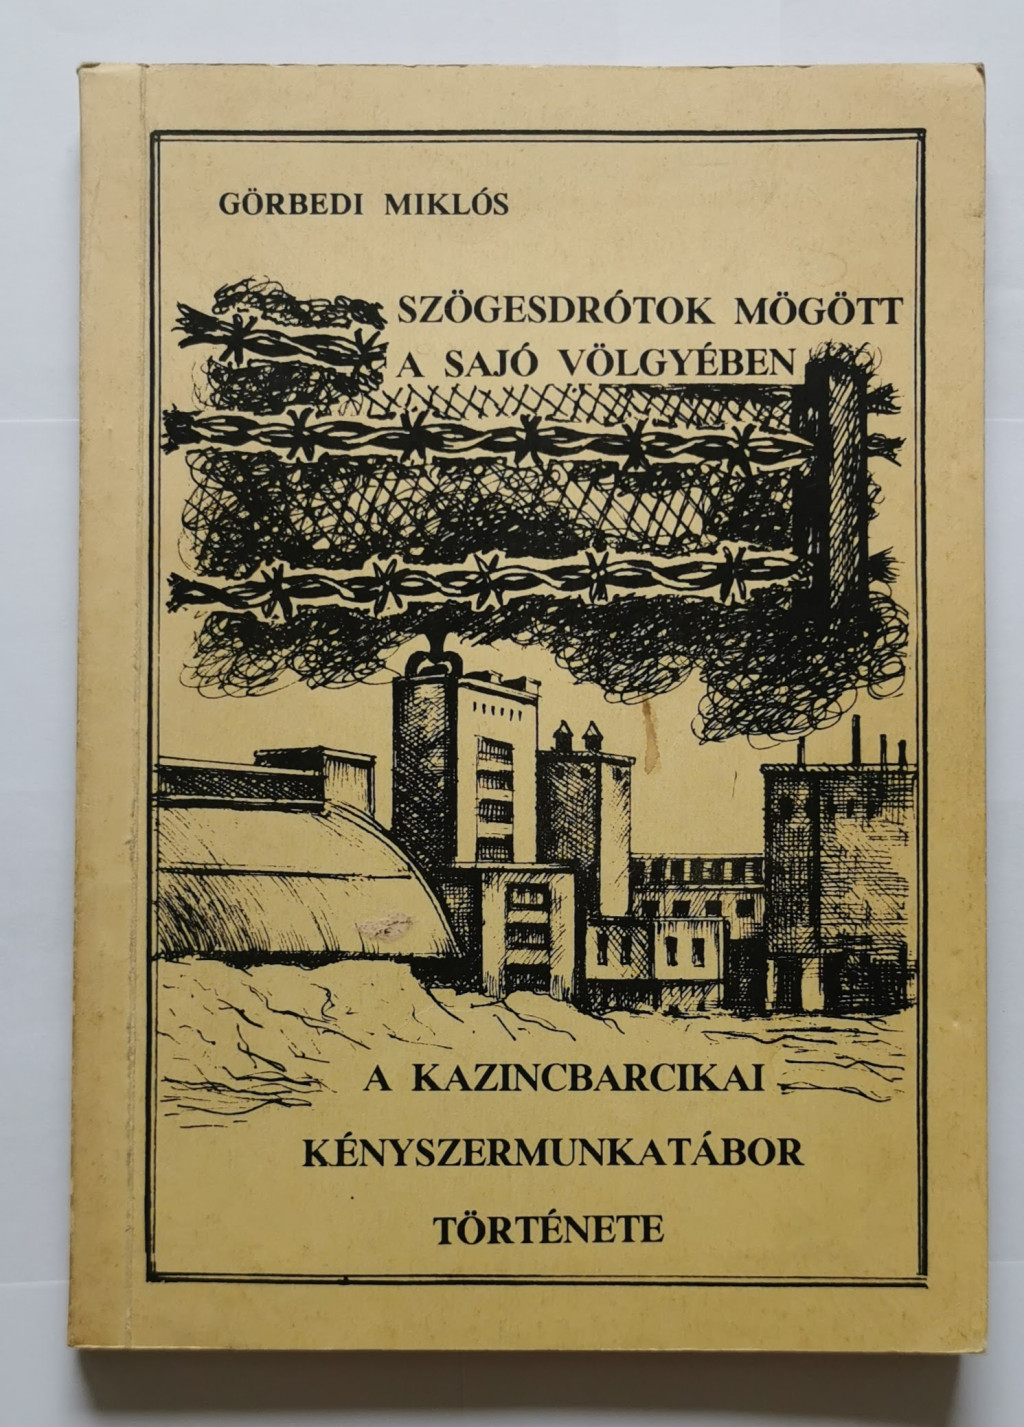 GÖRBEDI MIKLÓS
SZÖGESDRÓTOK MÖGÖTT
A SAJÓ VÖLGYÉBEN
A KAZINCBARCIKAI
KÉNYSZERMUNKATÁBOR
TÖRTÉNETE